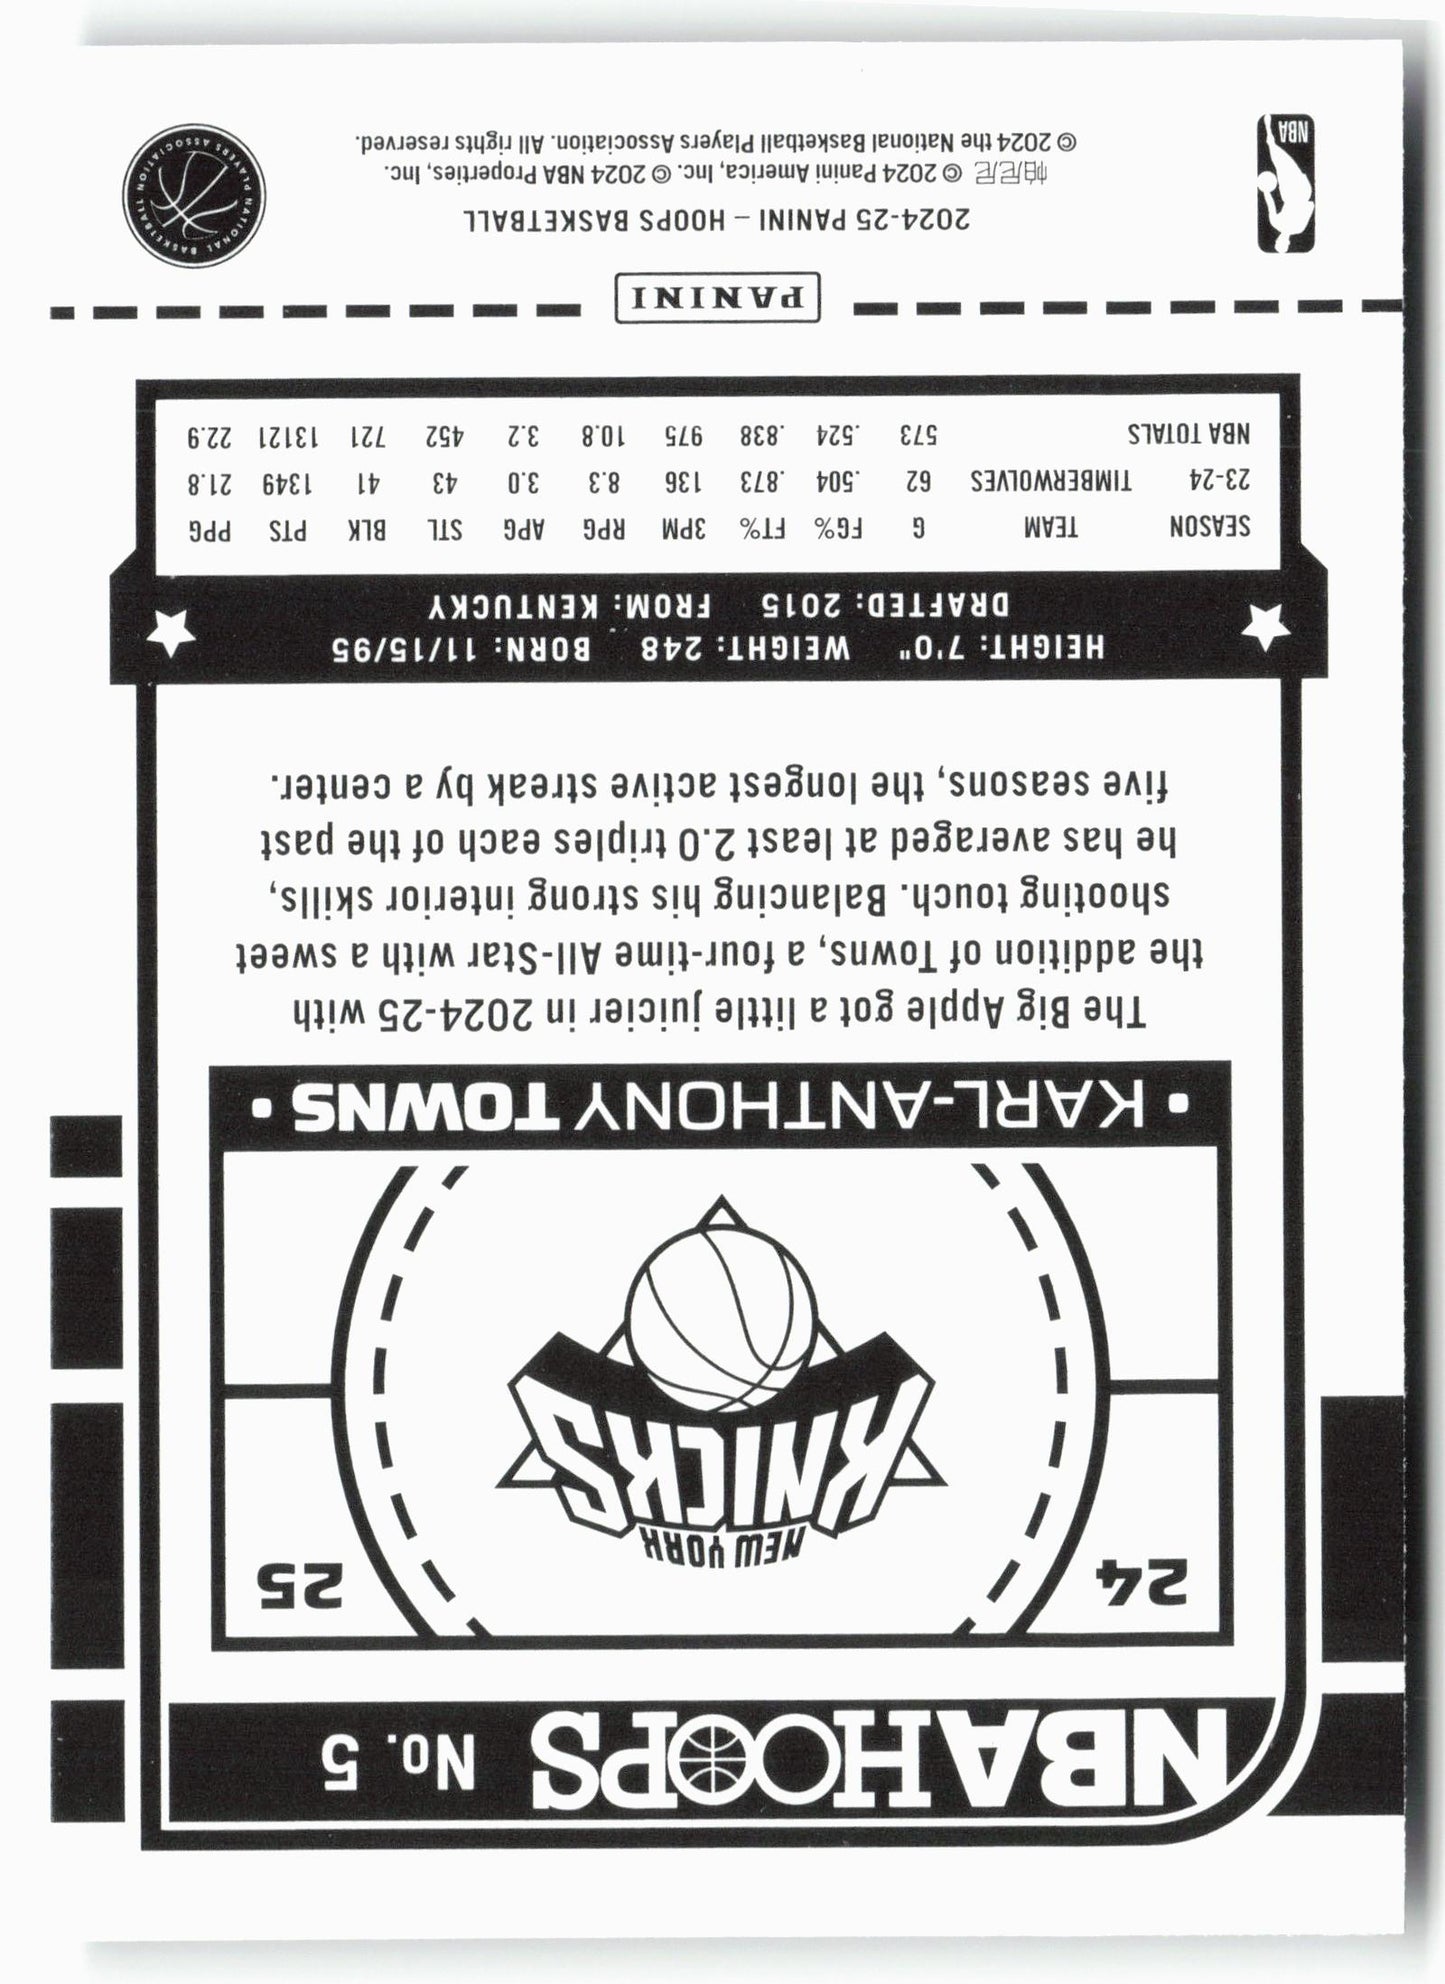 NBA HOOPS No. 5
24 25
NEW YORK
KNICKS
• KARL-ANTHONY TOWNS •
The Big Apple got a little juicier in 2024-25 with
the addition of Towns, a four-time All-Star with a sweet
shooting touch. Balancing his strong interior skills,
he has averaged at least 2.0 triples each of the past
five seasons, the longest active streak by a center.
HEIGHT: 7'0" WEIGHT: 248 BORN: 11/15/95
DRAFTED: 2015 FROM: KENTUCKY
SEASON TEAM G FG% FT% 3PM RPG APG STL BLK PTS PPG
23-24 TIMBERWOLVES 62 .504 .873 136 8.3 3.0 43 41 1349 21.8
NBA TOTALS 573 .524 .838 975 10.8 3.2 452 721 13121 22.9
PANINI
2024-25 PANINI – HOOPS BASKETBALL
帕尼尼 © 2024 Panini America, Inc. © 2024 NBA Properties, Inc.
© 2024 the National Basketball Players Association. All rights reserved.
NBA
NATIONAL BASKETBALL PLAYERS ASSOCIATION